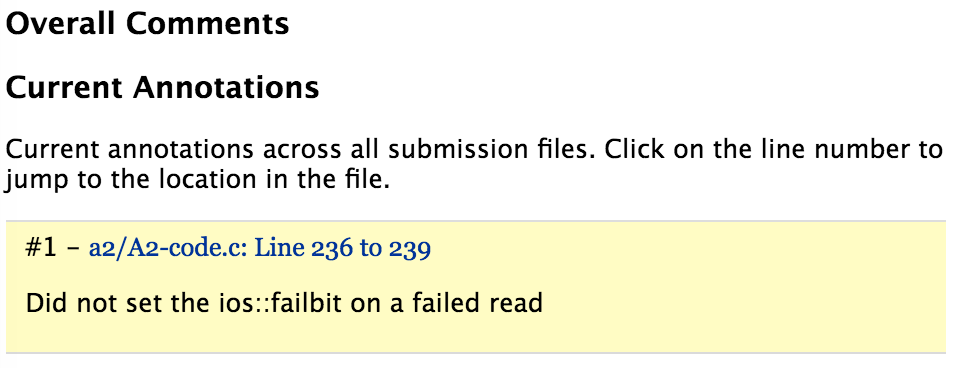 Overall Comments
Current Annotations
Current annotations across all submission files. Click on the line number to
jump to the location in the file.
#1 – a2/A2-code.c: Line 236 to 239
Did not set the ios::failbit on a failed read